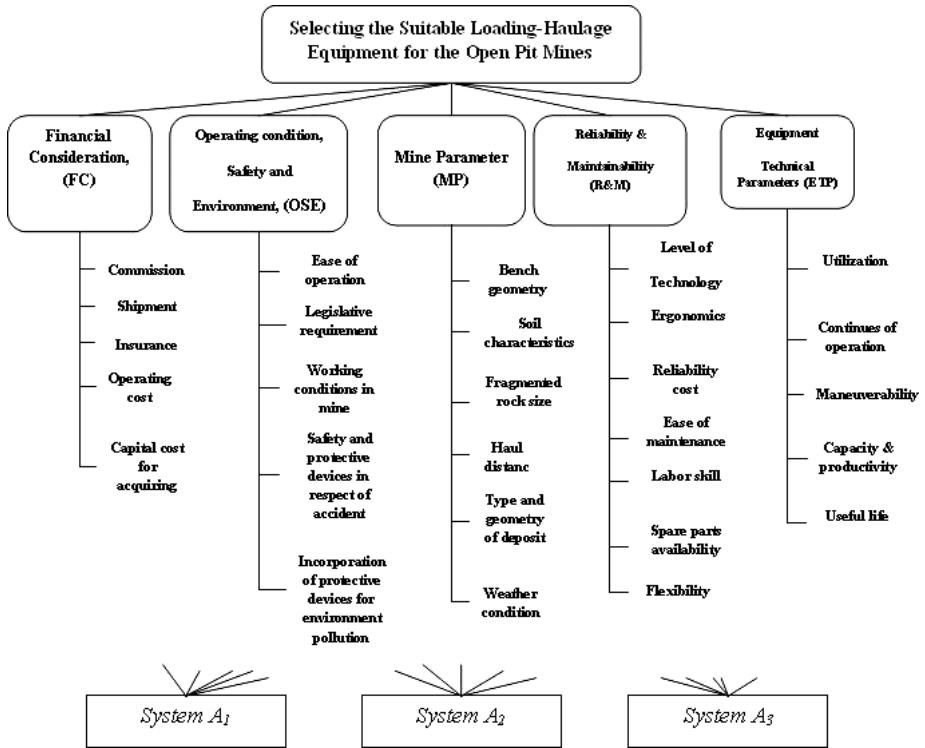 Selecting the Suitable Loading-Haulage
Equipment for the Open Pit Mines
Financial
Consideration,
(FC)
Operating condition,
Safety and
Environment, (OSE)
Mine Parameter
(MP)
Reliability &
Maintainability
(R&M)
Equipment
Technical
Parameters (ETP)
Commission
Shipment
Insurance
Operating
cost
Capital cost
for
acquiring
Ease of
operation
Legislative
requirement
Working
conditions in
mine
Safety and
protective
devices in
respect of
accident
Incorporation
of protective
devices for
environment
pollution
Bench
geometry
Soil
characteristics
Fragmented
rock size
Haul
distanc
Type and
geometry
of deposit
Weather
condition
Level of
Technology
Ergonomics
Reliability
cost
Ease of
maintenance
Labor skill
Spare parts
availability
Flexibility
Utilization
Continues of
operation
Maneuverability
Capacity &
productivity
Useful life
System A1
System A2
System A3